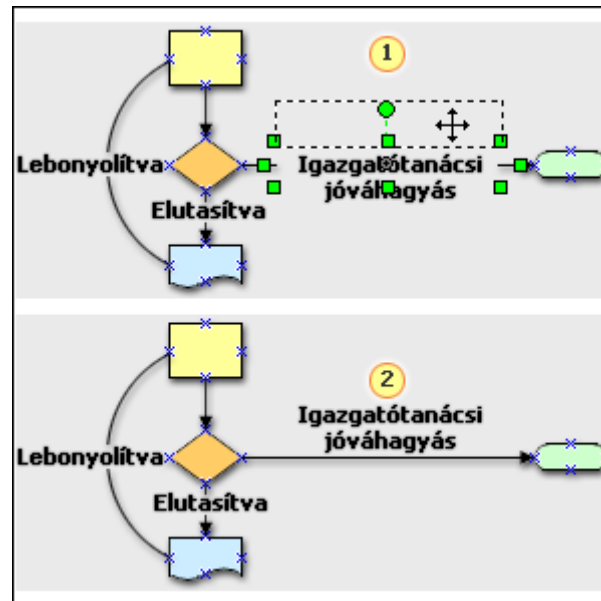 1
Lebonyolítva
Igazgatótanácsi
jóváhagyás
Elutasítva
2
Igazgatótanácsi
jóváhagyás
Lebonyolítva
Elutasítva